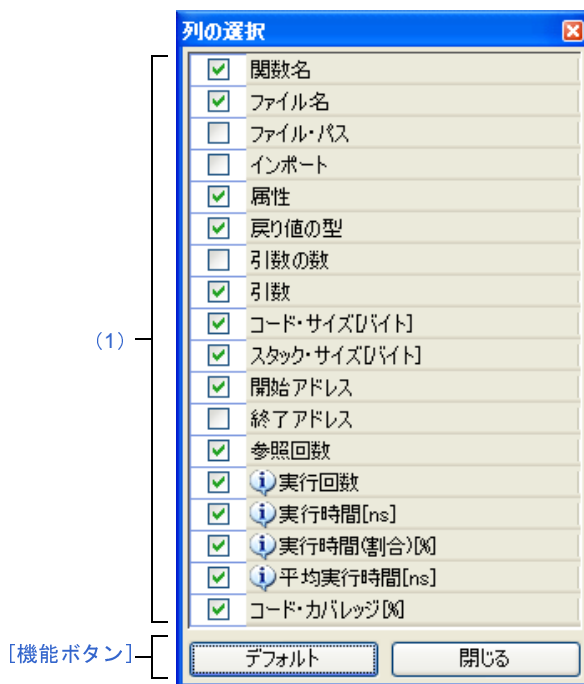 列の選択
関数名
ファイル名
ファイル・パス
インポート
属性
戻り値の型
引数の数
引数
コード・サイズ[バイト]
スタック・サイズ[バイト]
開始アドレス
終了アドレス
参照回数
実行回数
実行時間[ns]
実行時間(割合)[%]
平均実行時間[ns]
コード・カバレッジ[%]
(1)
[機能ボタン]
デフォルト 閉じる